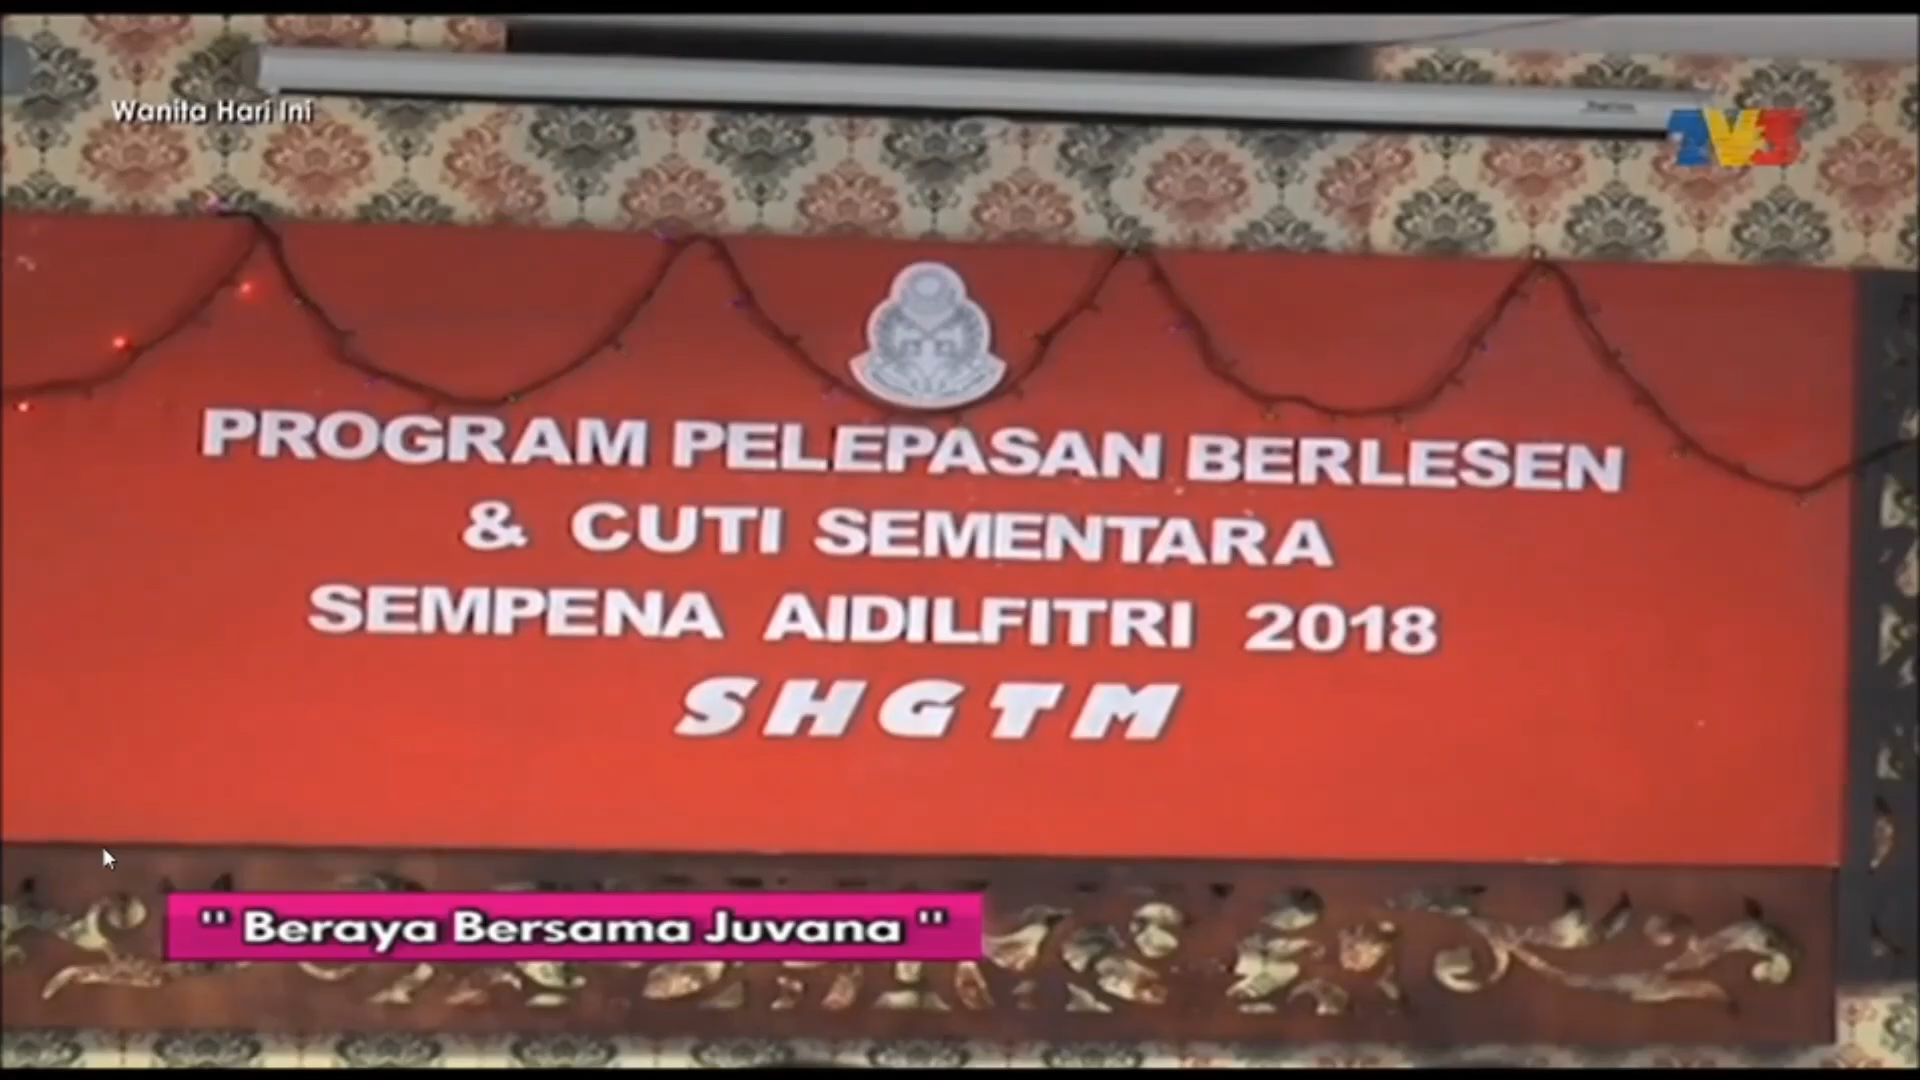 Wanita Hari Ini
TV3
PROGRAM PELEPASAN BERLESEN
& CUTI SEMENTARA
SEMPENA AIDILFITRI 2018
SHGTM
" Beraya Bersama Juvana "